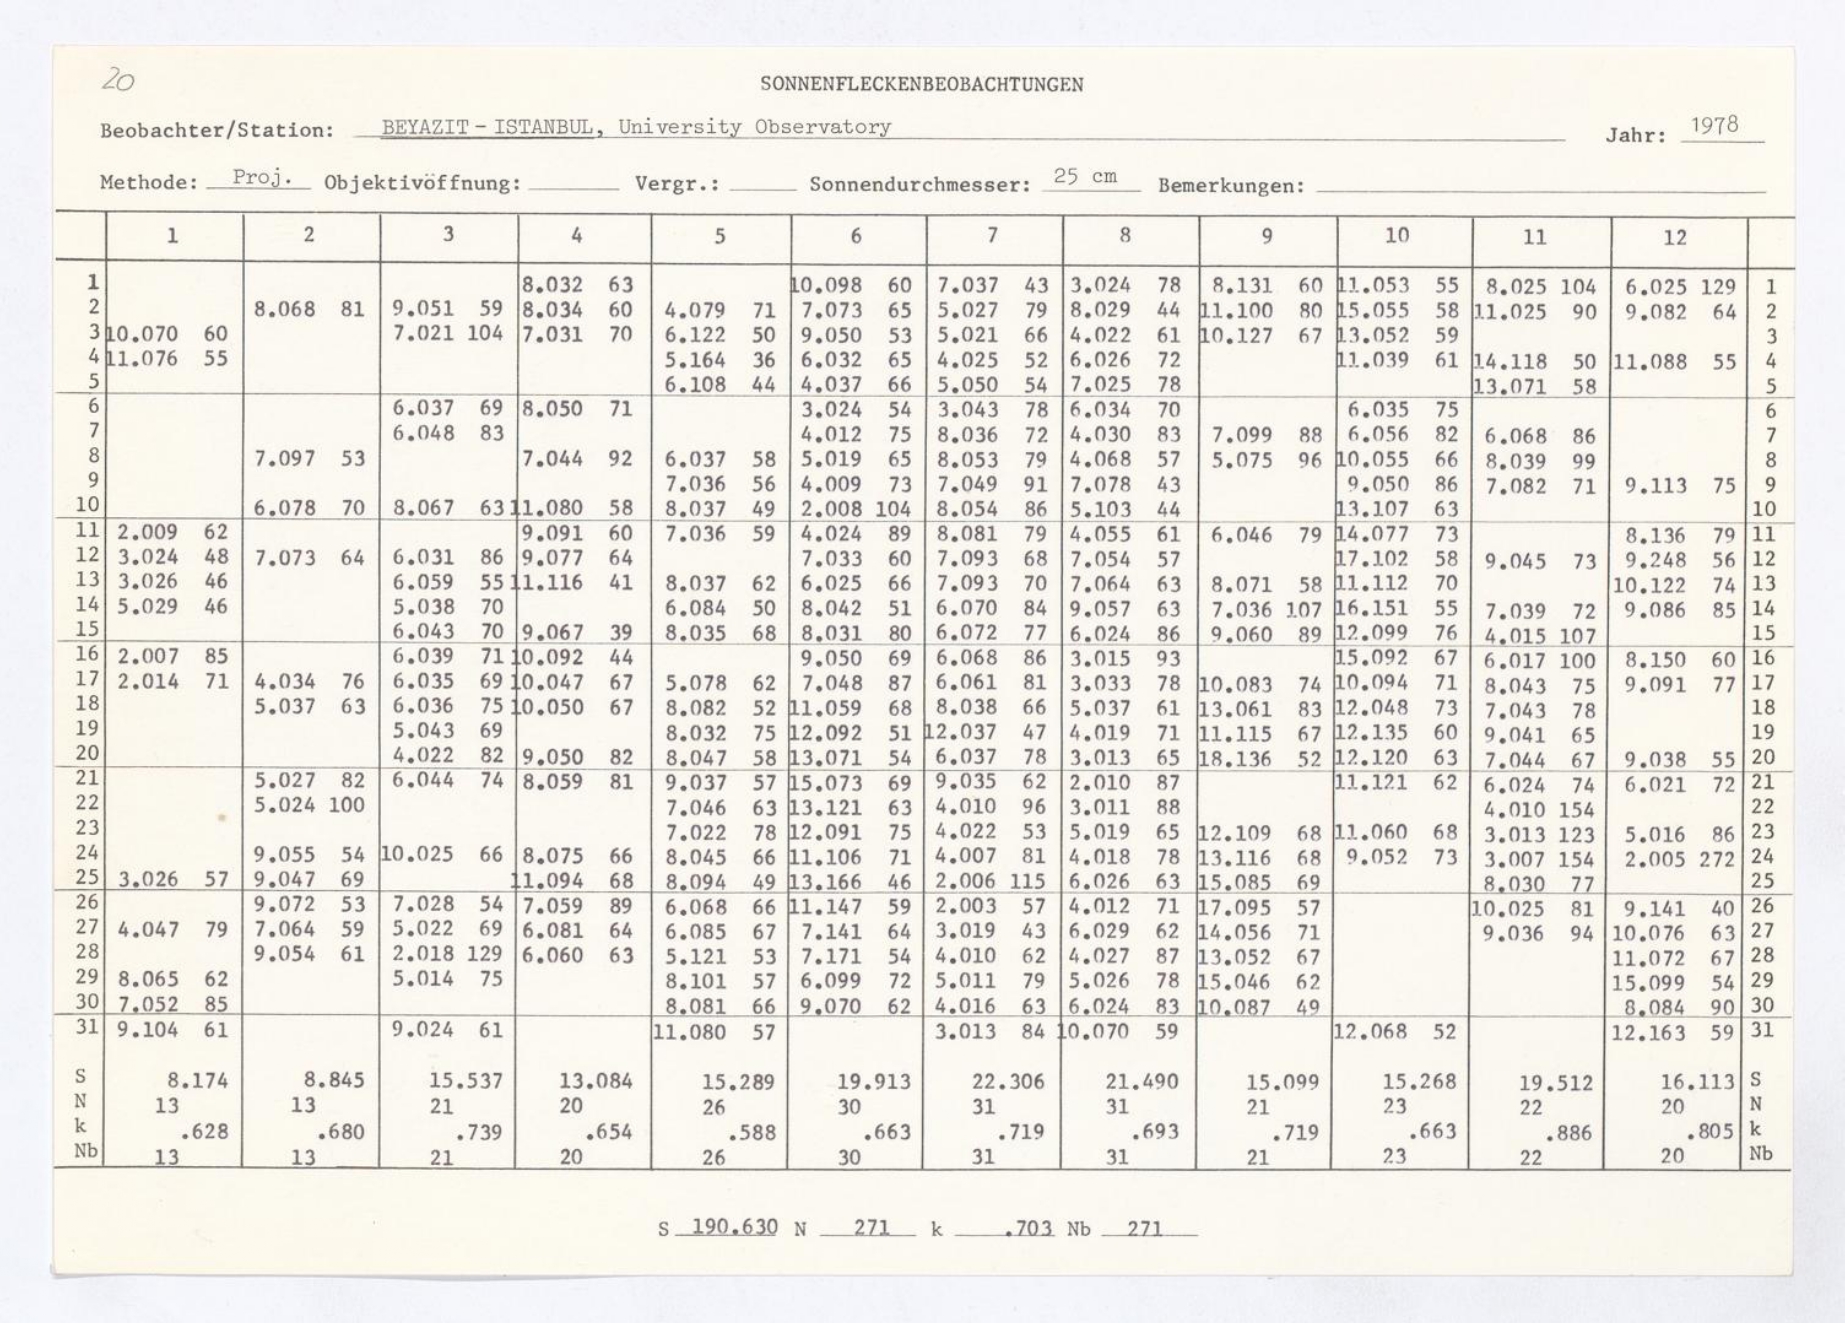 20
SONNENFLECKENBEOBACHTUNGEN
Beobachter/Station: BEYAZIT - ISTANBUL, University Observatory Jahr: 1978
Methode: Proj. Objektivöffnung: Vergr.: Sonnendurchmesser: 25 cm Bemerkungen:
1 2 3 4 5 6 7 8 9 10 11 12
1 8.032 63 10.098 60 7.037 43 3.024 78 8.131 60 11.053 55 8.025 104 6.025 129 1
2 8.068 81 9.051 59 8.034 60 4.079 71 7.073 65 5.027 79 8.029 44 11.100 80 15.055 58 11.025 90 9.082 64 2
3 10.070 60 7.021 104 7.031 70 6.122 50 9.050 53 5.021 66 4.022 61 10.127 67 13.052 59 3
4 11.076 55 5.164 36 6.032 65 4.025 52 6.026 72 11.039 61 14.118 50 11.088 55 4
5 6.108 44 4.037 66 5.050 54 7.025 78 13.071 58 5
6 6.037 69 8.050 71 3.024 54 3.043 78 6.034 70 6.035 75 6
7 6.048 83 4.012 75 8.036 72 4.030 83 7.099 88 6.056 82 6.068 86 7
8 7.097 53 7.044 92 6.037 58 5.019 65 8.053 79 4.068 57 5.075 96 10.055 66 8.039 99 8
9 7.036 56 4.009 73 7.049 91 7.078 43 9.050 86 7.082 71 9.113 75 9
10 6.078 70 8.067 63 11.080 58 8.037 49 2.008 104 8.054 86 5.103 44 13.107 63 10
11 2.009 62 9.091 60 7.036 59 4.024 89 8.081 79 4.055 61 6.046 79 14.077 73 8.136 79 11
12 3.024 48 7.073 64 6.031 86 9.077 64 7.033 60 7.093 68 7.054 57 17.102 58 9.045 73 9.248 56 12
13 3.026 46 6.059 55 11.116 41 8.037 62 6.025 66 7.093 70 7.064 63 8.071 58 11.112 70 10.122 74 13
14 5.029 46 5.038 70 6.084 50 8.042 51 6.070 84 9.057 63 7.036 107 16.151 55 7.039 72 9.086 85 14
15 6.043 70 9.067 39 8.035 68 8.031 80 6.072 77 6.024 86 9.060 89 12.099 76 4.015 107 15
16 2.007 85 6.039 71 10.092 44 9.050 69 6.068 86 3.015 93 15.092 67 6.017 100 8.150 60 16
17 2.014 71 4.034 76 6.035 69 10.047 67 5.078 62 7.048 87 6.061 81 3.033 78 10.083 74 10.094 71 8.043 75 9.091 77 17
18 5.037 63 6.036 75 10.050 67 8.082 52 11.059 68 8.038 66 5.037 61 13.061 83 12.048 73 7.043 78 18
19 5.043 69 8.032 75 12.092 51 12.037 47 4.019 71 11.115 67 12.135 60 9.041 65 19
20 4.022 82 9.050 82 8.047 58 13.071 54 6.037 78 3.013 65 18.136 52 12.120 63 7.044 67 9.038 55 20
21 5.027 82 6.044 74 8.059 81 9.037 57 15.073 69 9.035 62 2.010 87 11.121 62 6.024 74 6.021 72 21
22 5.024 100 7.046 63 13.121 63 4.010 96 3.011 88 4.010 154 22
23 7.022 78 12.091 75 4.022 53 5.019 65 12.109 68 11.060 68 3.013 123 5.016 86 23
24 9.055 54 10.025 66 8.075 66 8.045 66 11.106 71 4.007 81 4.018 78 13.116 68 9.052 73 3.007 154 2.005 272 24
25 3.026 57 9.047 69 11.094 68 8.094 49 13.166 46 2.006 115 6.026 63 15.085 69 8.030 77 25
26 9.072 53 7.028 54 7.059 89 6.068 66 11.147 59 2.003 57 4.012 71 17.095 57 10.025 81 9.141 40 26
27 4.047 79 7.064 59 5.022 69 6.081 64 6.085 67 7.141 64 3.019 43 6.029 62 14.056 71 9.036 94 10.076 63 27
28 9.054 61 2.018 129 6.060 63 5.121 53 7.171 54 4.010 62 4.027 87 13.052 67 11.072 67 28
29 8.065 62 5.014 75 8.101 57 6.099 72 5.011 79 5.026 78 15.046 62 15.099 54 29
30 7.052 85 8.081 66 9.070 62 4.016 63 6.024 83 10.087 49 8.084 90 30
31 9.104 61 9.024 61 11.080 57 3.013 84 10.070 59 12.068 52 12.163 59 31
S 8.174 8.845 15.537 13.084 15.289 19.913 22.306 21.490 15.099 15.268 19.512 16.113 S
N 13 13 21 20 26 30 31 31 21 23 22 20 N
k .628 .680 .739 .654 .588 .663 .719 .693 .719 .663 .886 .805 k
Nb 13 13 21 20 26 30 31 31 21 23 22 20 Nb
S 190.630 N 271 k .703 Nb 271